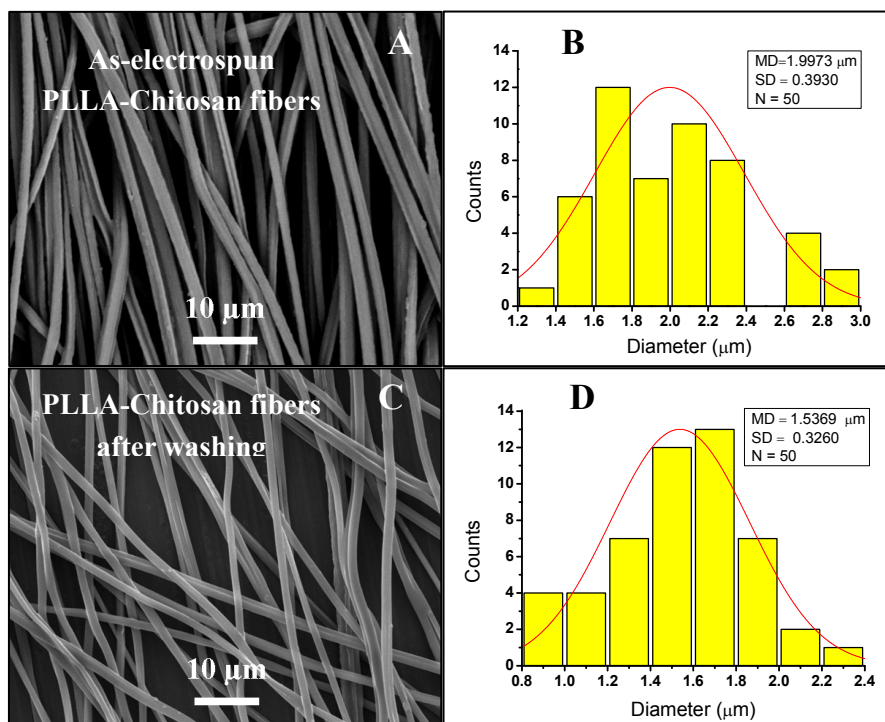 A
As-electrospun
PLLA-Chitosan fibers
10 µm
B
MD=1.9973 µm
SD = 0.3930
N = 50
14
12
10
8
6
4
2
0
Counts
1.2 1.4 1.6 1.8 2.0 2.2 2.4 2.6 2.8 3.0
Diameter (µm)
C
PLLA-Chitosan fibers
after washing
10 µm
D
MD = 1.5369 µm
SD = 0.3260
N = 50
14
12
10
8
6
4
2
0
Counts
0.8 1.0 1.2 1.4 1.6 1.8 2.0 2.2 2.4
Diameter (µm)